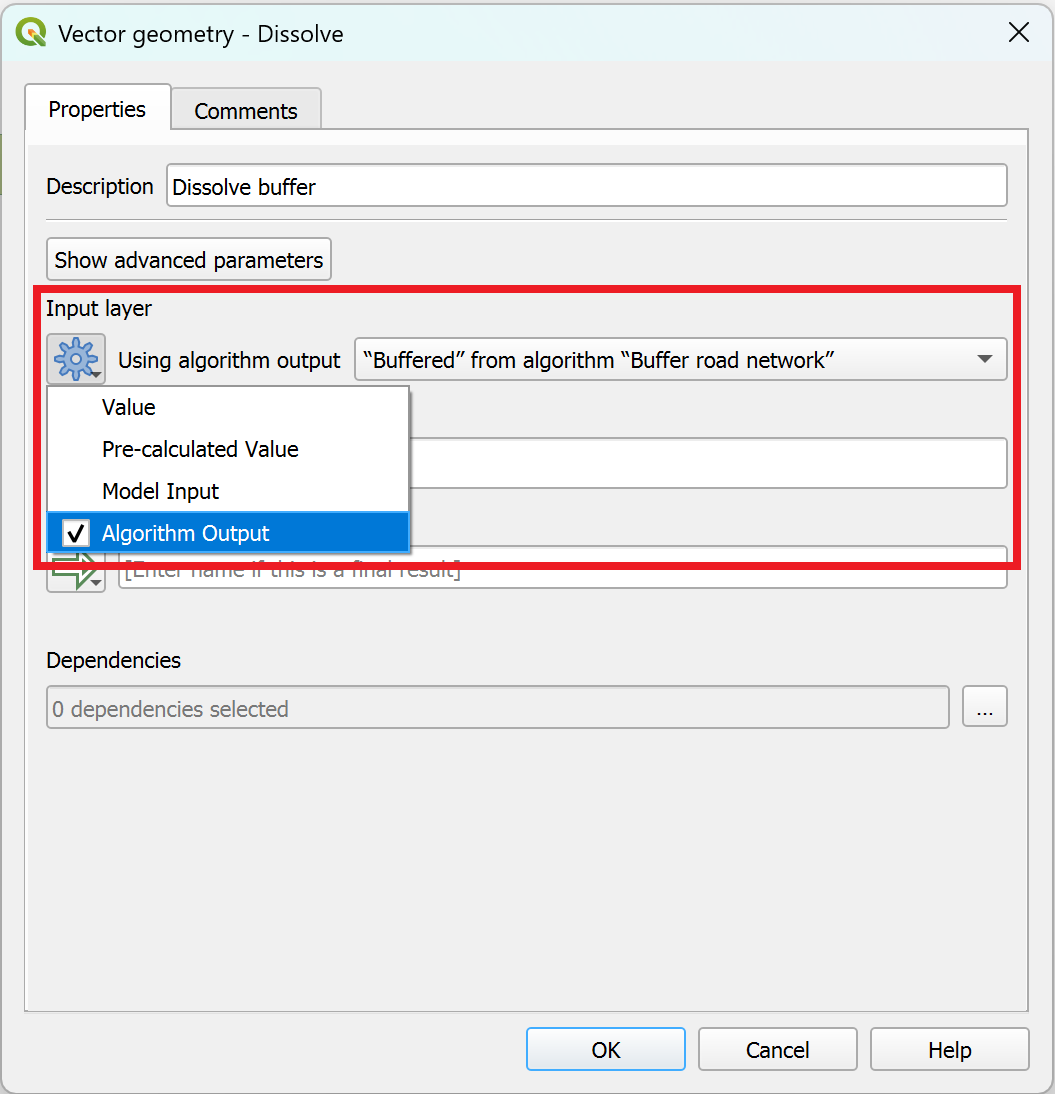 Vector geometry - Dissolve
Properties
Comments
Description
Dissolve buffer
Show advanced parameters
Input layer
Using algorithm output
“Buffered” from algorithm “Buffer road network”
Value
Pre-calculated Value
Model Input
Algorithm Output
[Enter name if this is a final result]
Dependencies
0 dependencies selected
...
OK
Cancel
Help